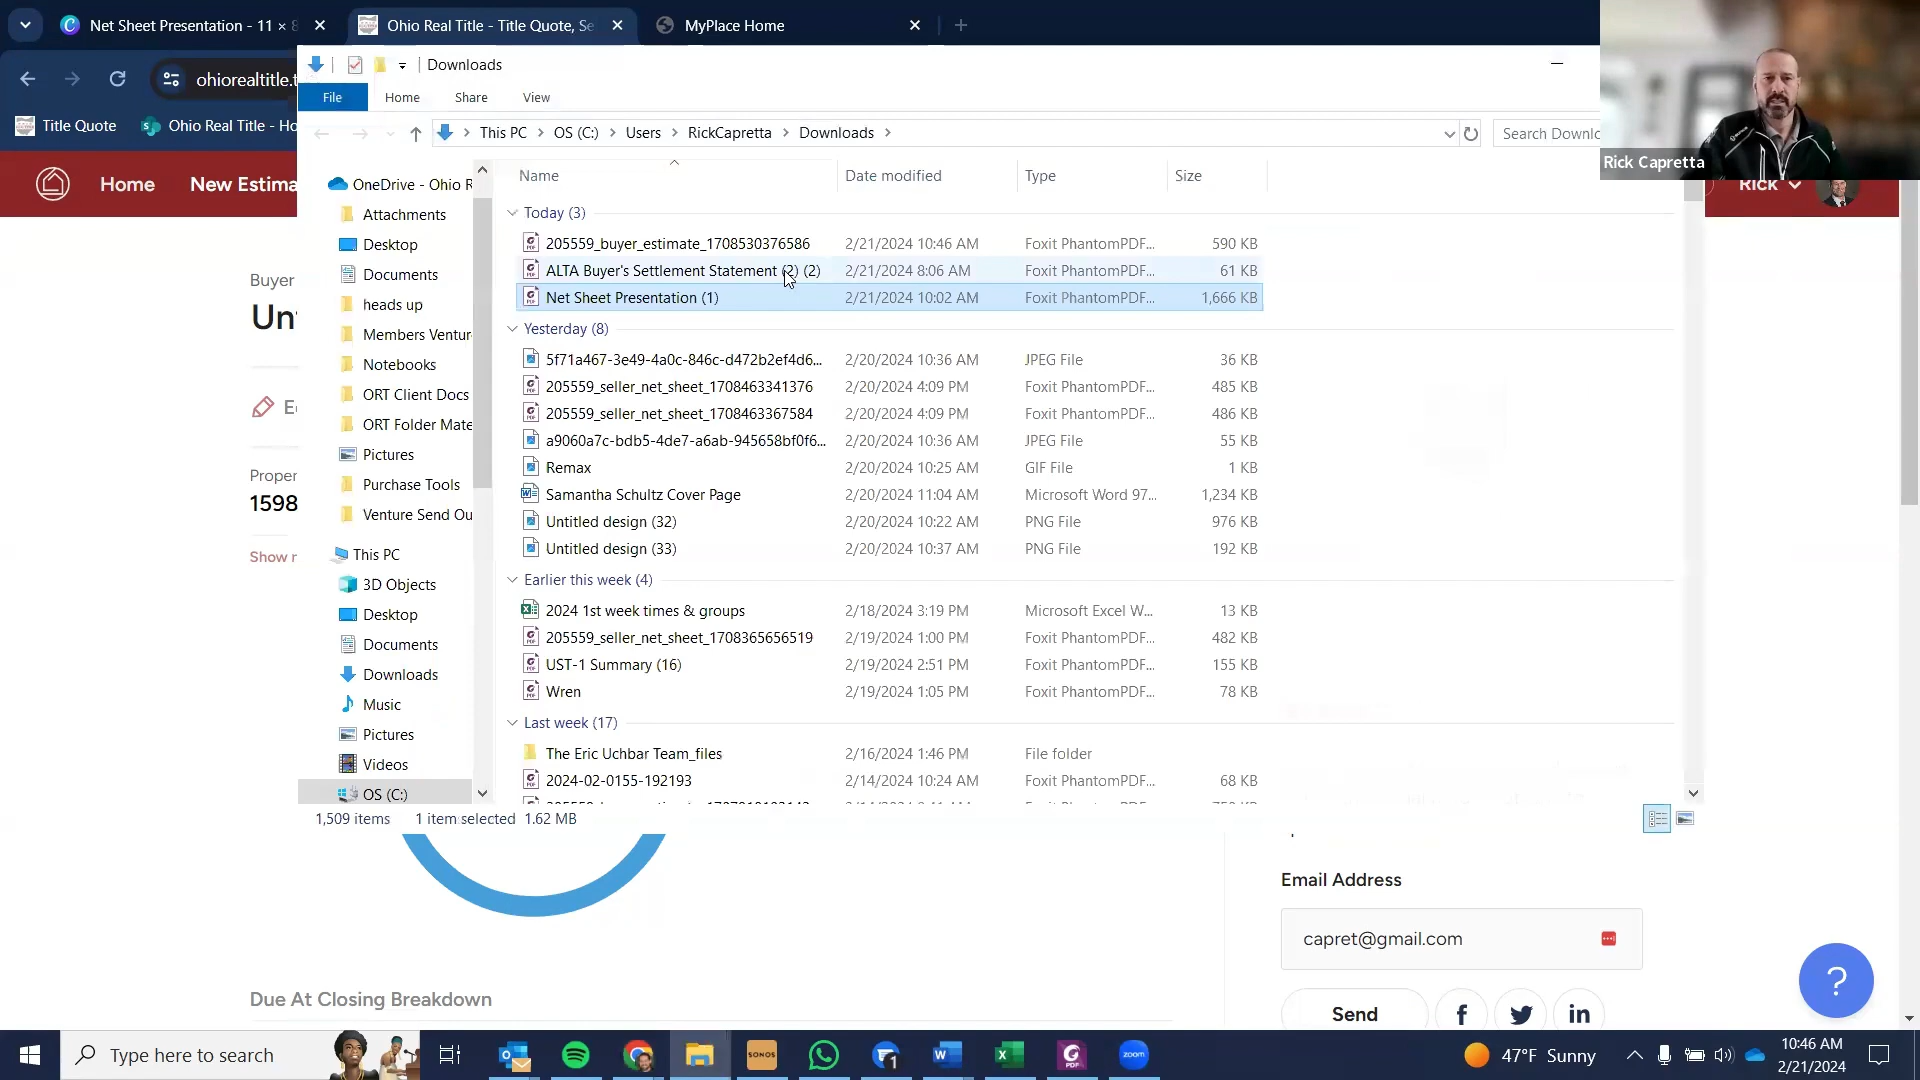 Net Sheet Presentation - 11 × 8
Ohio Real Title - Title Quote, Se
MyPlace Home
ohiorealtitle.t
Title Quote
Ohio Real Title - Ho
Home
New Estima
Rick
Buyer
Un
E
Proper
1598
Show r
Downloads
File
Home
Share
View
This PC > OS (C:) > Users > RickCapretta > Downloads >
Search Downlo
Rick Capretta
OneDrive - Ohio R
Attachments
Desktop
Documents
heads up
Members Ventur
Notebooks
ORT Client Docs
ORT Folder Mate
Pictures
Purchase Tools
Venture Send Ou
This PC
3D Objects
Desktop
Documents
Downloads
Music
Pictures
Videos
OS (C:)
Name Date modified Type Size
Today (3)
205559_buyer_estimate_1708530376586 2/21/2024 10:46 AM Foxit PhantomPDF... 590 KB
ALTA Buyer's Settlement Statement (2) (2) 2/21/2024 8:06 AM Foxit PhantomPDF... 61 KB
Net Sheet Presentation (1) 2/21/2024 10:02 AM Foxit PhantomPDF... 1,666 KB
Yesterday (8)
5f71a467-3e49-4a0c-846c-d472b2ef4d6... 2/20/2024 10:36 AM JPEG File 36 KB
205559_seller_net_sheet_1708463341376 2/20/2024 4:09 PM Foxit PhantomPDF... 485 KB
205559_seller_net_sheet_1708463367584 2/20/2024 4:09 PM Foxit PhantomPDF... 486 KB
a9060a7c-bdb5-4de7-a6ab-945658bf0f6... 2/20/2024 10:36 AM JPEG File 55 KB
Remax 2/20/2024 10:25 AM GIF File 1 KB
Samantha Schultz Cover Page 2/20/2024 11:04 AM Microsoft Word 97... 1,234 KB
Untitled design (32) 2/20/2024 10:22 AM PNG File 976 KB
Untitled design (33) 2/20/2024 10:37 AM PNG File 192 KB
Earlier this week (4)
2024 1st week times & groups 2/18/2024 3:19 PM Microsoft Excel W... 13 KB
205559_seller_net_sheet_1708365656519 2/19/2024 1:00 PM Foxit PhantomPDF... 482 KB
UST-1 Summary (16) 2/19/2024 2:51 PM Foxit PhantomPDF... 155 KB
Wren 2/19/2024 1:05 PM Foxit PhantomPDF... 78 KB
Last week (17)
The Eric Uchbar Team_files 2/16/2024 1:46 PM File folder
2024-02-0155-192193 2/14/2024 10:24 AM Foxit PhantomPDF... 68 KB
1,509 items 1 item selected 1.62 MB
Email Address
capret@gmail.com
Send
Due At Closing Breakdown
?
Type here to search
SONOS
zoom
47°F Sunny
10:46 AM
2/21/2024